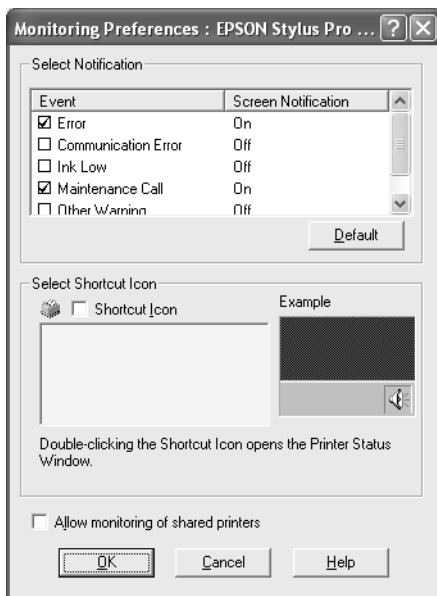 Monitoring Preferences : EPSON Stylus Pro ... ? X
Select Notification
Event Screen Notification
Error On
Communication Error Off
Ink Low Off
Maintenance Call On
Other Warning Off
Default
Select Shortcut Icon
Shortcut Icon
Example
Double-clicking the Shortcut Icon opens the Printer Status
Window.
Allow monitoring of shared printers
OK Cancel Help